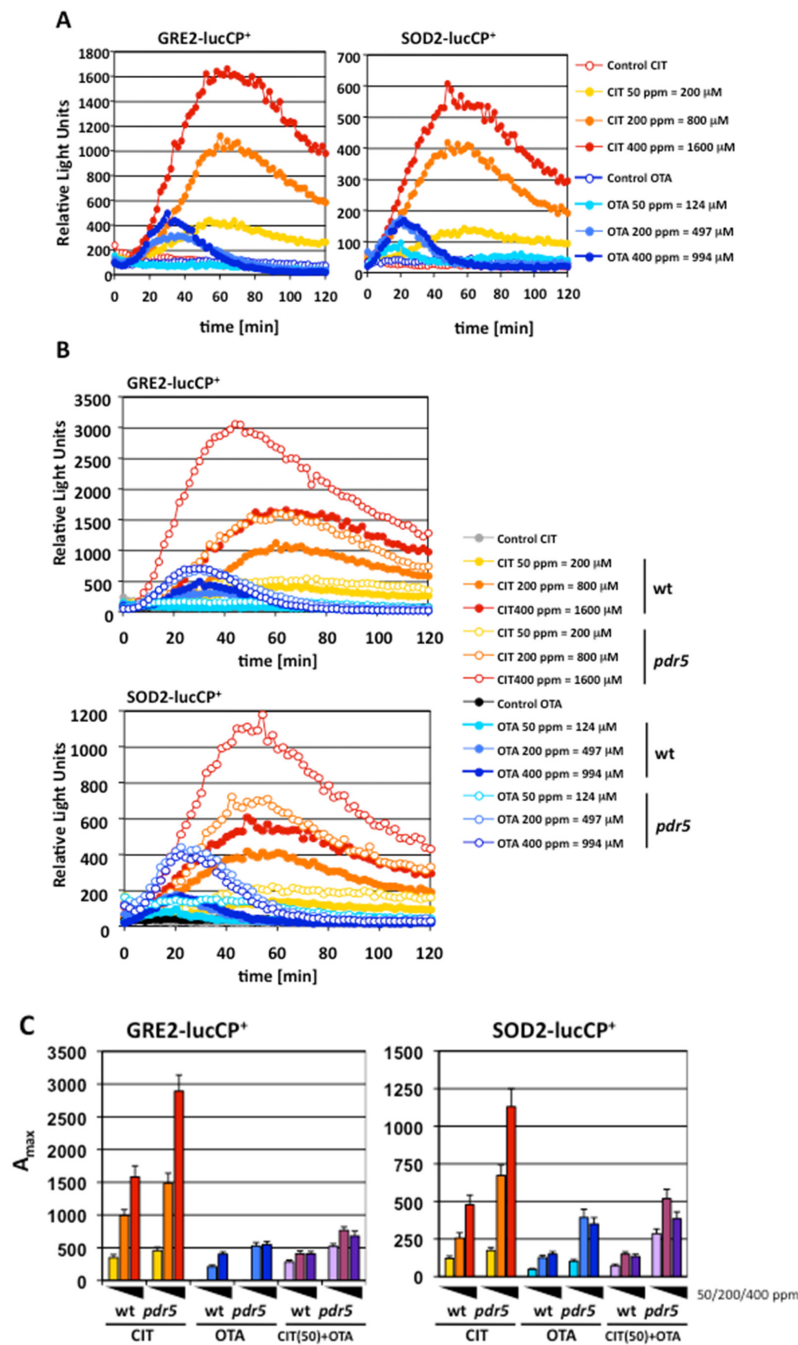 A
GRE2-lucCP+
SOD2-lucCP+
Relative Light Units
1800
1600
1400
1200
1000
800
600
400
200
0
0 20 40 60 80 100 120
time [min]
700
600
500
400
300
200
100
0
0 20 40 60 80 100 120
time [min]
Control CIT
CIT 50 ppm = 200 µM
CIT 200 ppm = 800 µM
CIT 400 ppm = 1600 µM
Control OTA
OTA 50 ppm = 124 µM
OTA 200 ppm = 497 µM
OTA 400 ppm = 994 µM
B
GRE2-lucCP+
Relative Light Units
3500
3000
2500
2000
1500
1000
500
0
0 20 40 60 80 100 120
time [min]
SOD2-lucCP+
Relative Light Units
1200
1000
800
600
400
200
0
0 20 40 60 80 100 120
time [min]
Control CIT
CIT 50 ppm = 200 µM
CIT 200 ppm = 800 µM
CIT400 ppm = 1600 µM
wt
CIT 50 ppm = 200 µM
CIT 200 ppm = 800 µM
CIT400 ppm = 1600 µM
pdr5
Control OTA
OTA 50 ppm = 124 µM
OTA 200 ppm = 497 µM
OTA 400 ppm = 994 µM
wt
OTA 50 ppm = 124 µM
OTA 200 ppm = 497 µM
OTA 400 ppm = 994 µM
pdr5
C
GRE2-lucCP+
SOD2-lucCP+
Amax
3500
3000
2500
2000
1500
1000
500
0
wt pdr5 wt pdr5 wt pdr5
CIT OTA CIT(50)+OTA
1500
1250
1000
750
500
250
0
wt pdr5 wt pdr5 wt pdr5
CIT OTA CIT(50)+OTA
50/200/400 ppm